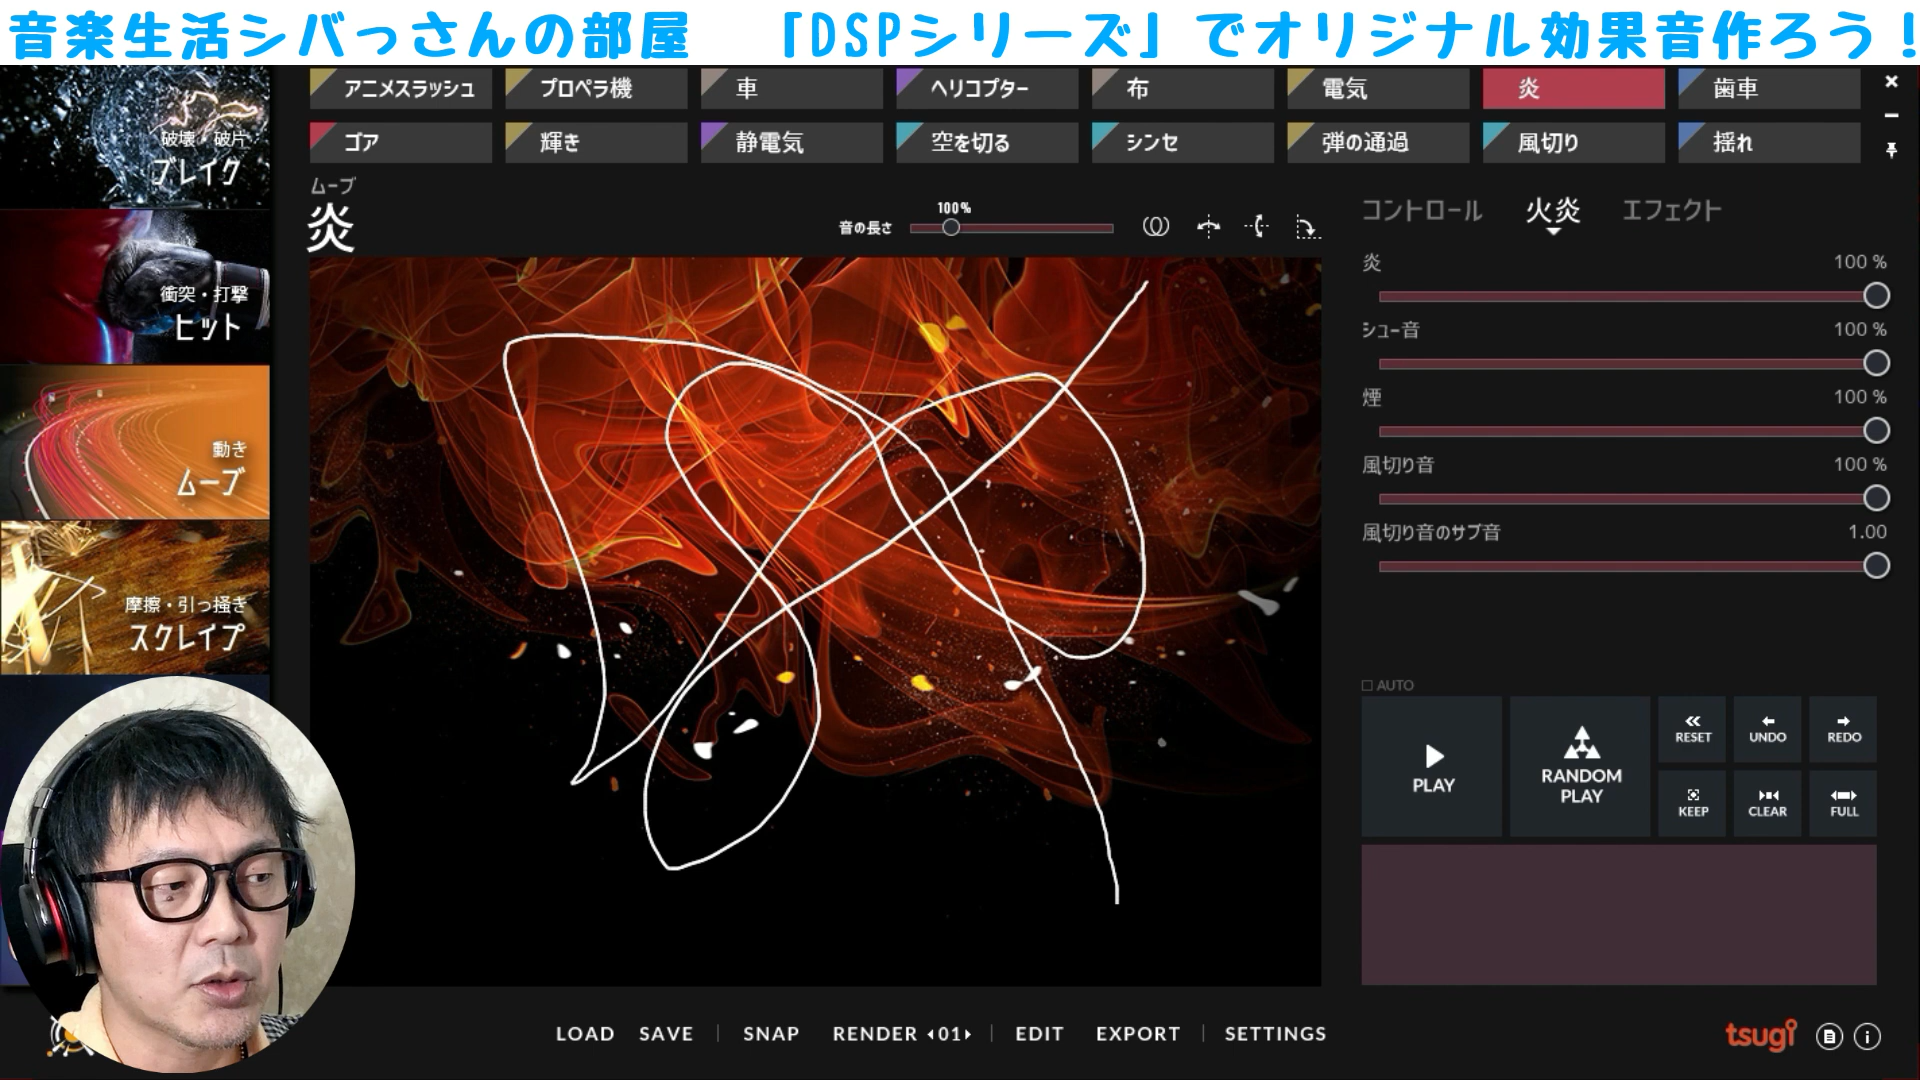 音楽生活シバっさんの部屋　「DSPシリーズ」でオリジナル効果音作ろう！
アニメスラッシュ
プロペラ機
車
ヘリコプター
布
電気
炎
歯車
ゴア
輝き
静電気
空を切る
シンセ
弾の通過
風切り
揺れ
破壊・破片
ブレイク
衝突・打撃
ヒット
動き
ムーブ
摩擦・引っ掻き
スクレイプ
ムーブ
炎
音の長さ
100%
コントロール
火炎
エフェクト
炎 100 %
シュー音 100 %
煙 100 %
風切り音 100 %
風切り音のサブ音 1.00
AUTO
PLAY
RANDOM
PLAY
RESET
UNDO
REDO
KEEP
CLEAR
FULL
LOAD SAVE | SNAP RENDER 01 | EDIT EXPORT | SETTINGS
tsugi